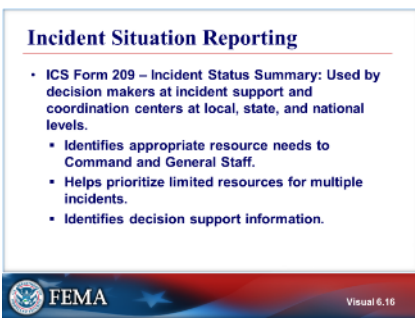 Incident Situation Reporting
• ICS Form 209 – Incident Status Summary: Used by
decision makers at incident support and
coordination centers at local, state, and national
levels.
▪ Identifies appropriate resource needs to
Command and General Staff.
▪ Helps prioritize limited resources for multiple
incidents.
▪ Identifies decision support information.
FEMA
Visual 6.16